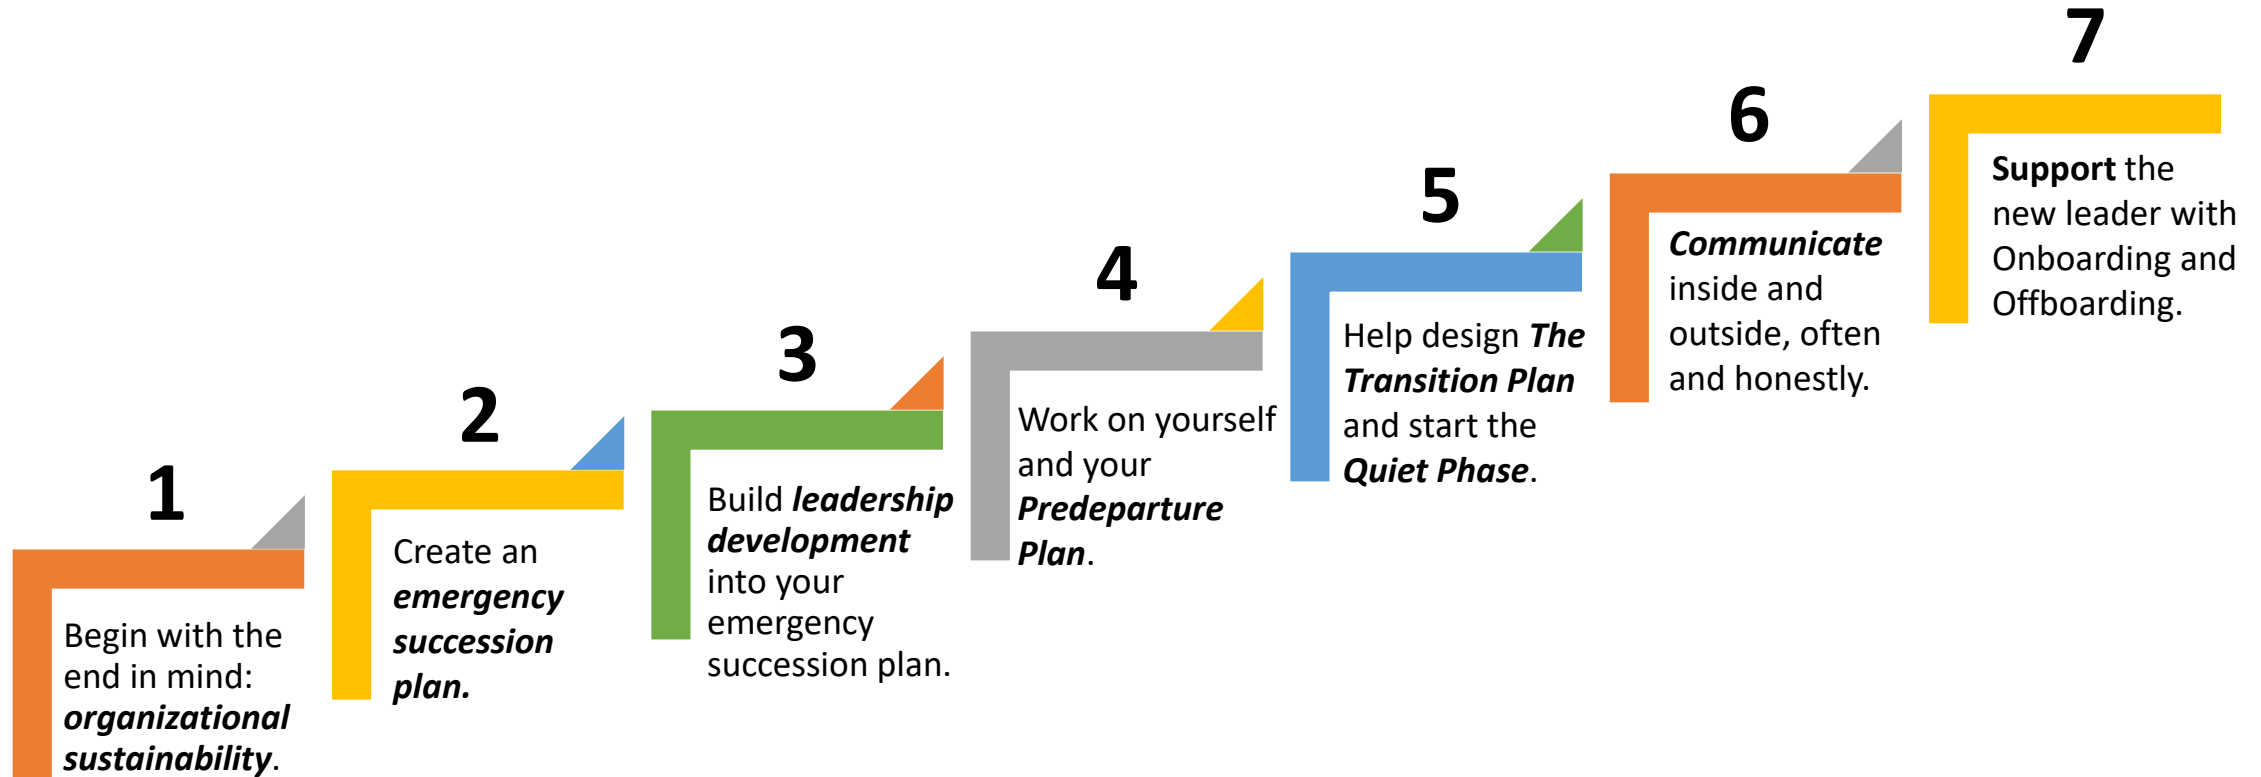 1
Begin with the
end in mind:
organizational
sustainability.
2
Create an
emergency
succession
plan.
3
Build leadership
development
into your
emergency
succession plan.
4
Work on yourself
and your
Predeparture
Plan.
5
Help design The
Transition Plan
and start the
Quiet Phase.
6
Communicate
inside and
outside, often
and honestly.
7
Support the
new leader with
Onboarding and
Offboarding.